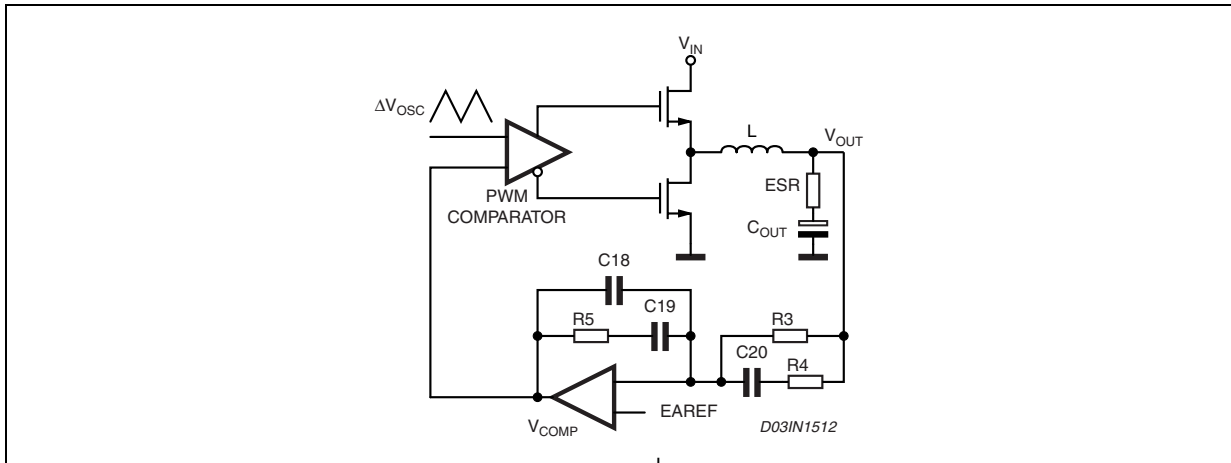 V_IN
ΔV_OSC
L
V_OUT
ESR
PWM
COMPARATOR
C_OUT
C18
C19
R5
R3
C20
R4
EAREF
V_COMP
D03IN1512